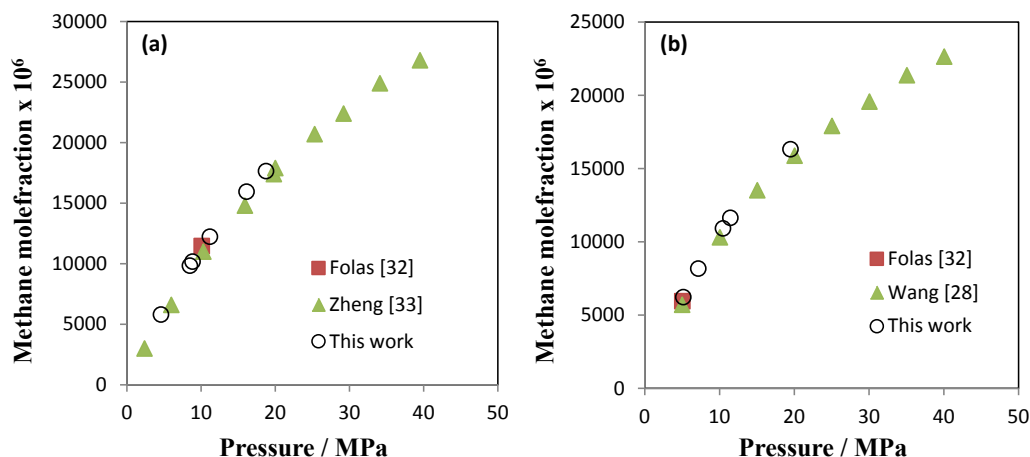 (a)
Methane molefraction x 10⁶
30000
25000
20000
15000
10000
5000
0
0 10 20 30 40 50
Pressure / MPa
Folas [32]
Zheng [33]
This work
(b)
Methane molefraction x 10⁶
25000
20000
15000
10000
5000
0
0 10 20 30 40 50
Pressure / MPa
Folas [32]
Wang [28]
This work